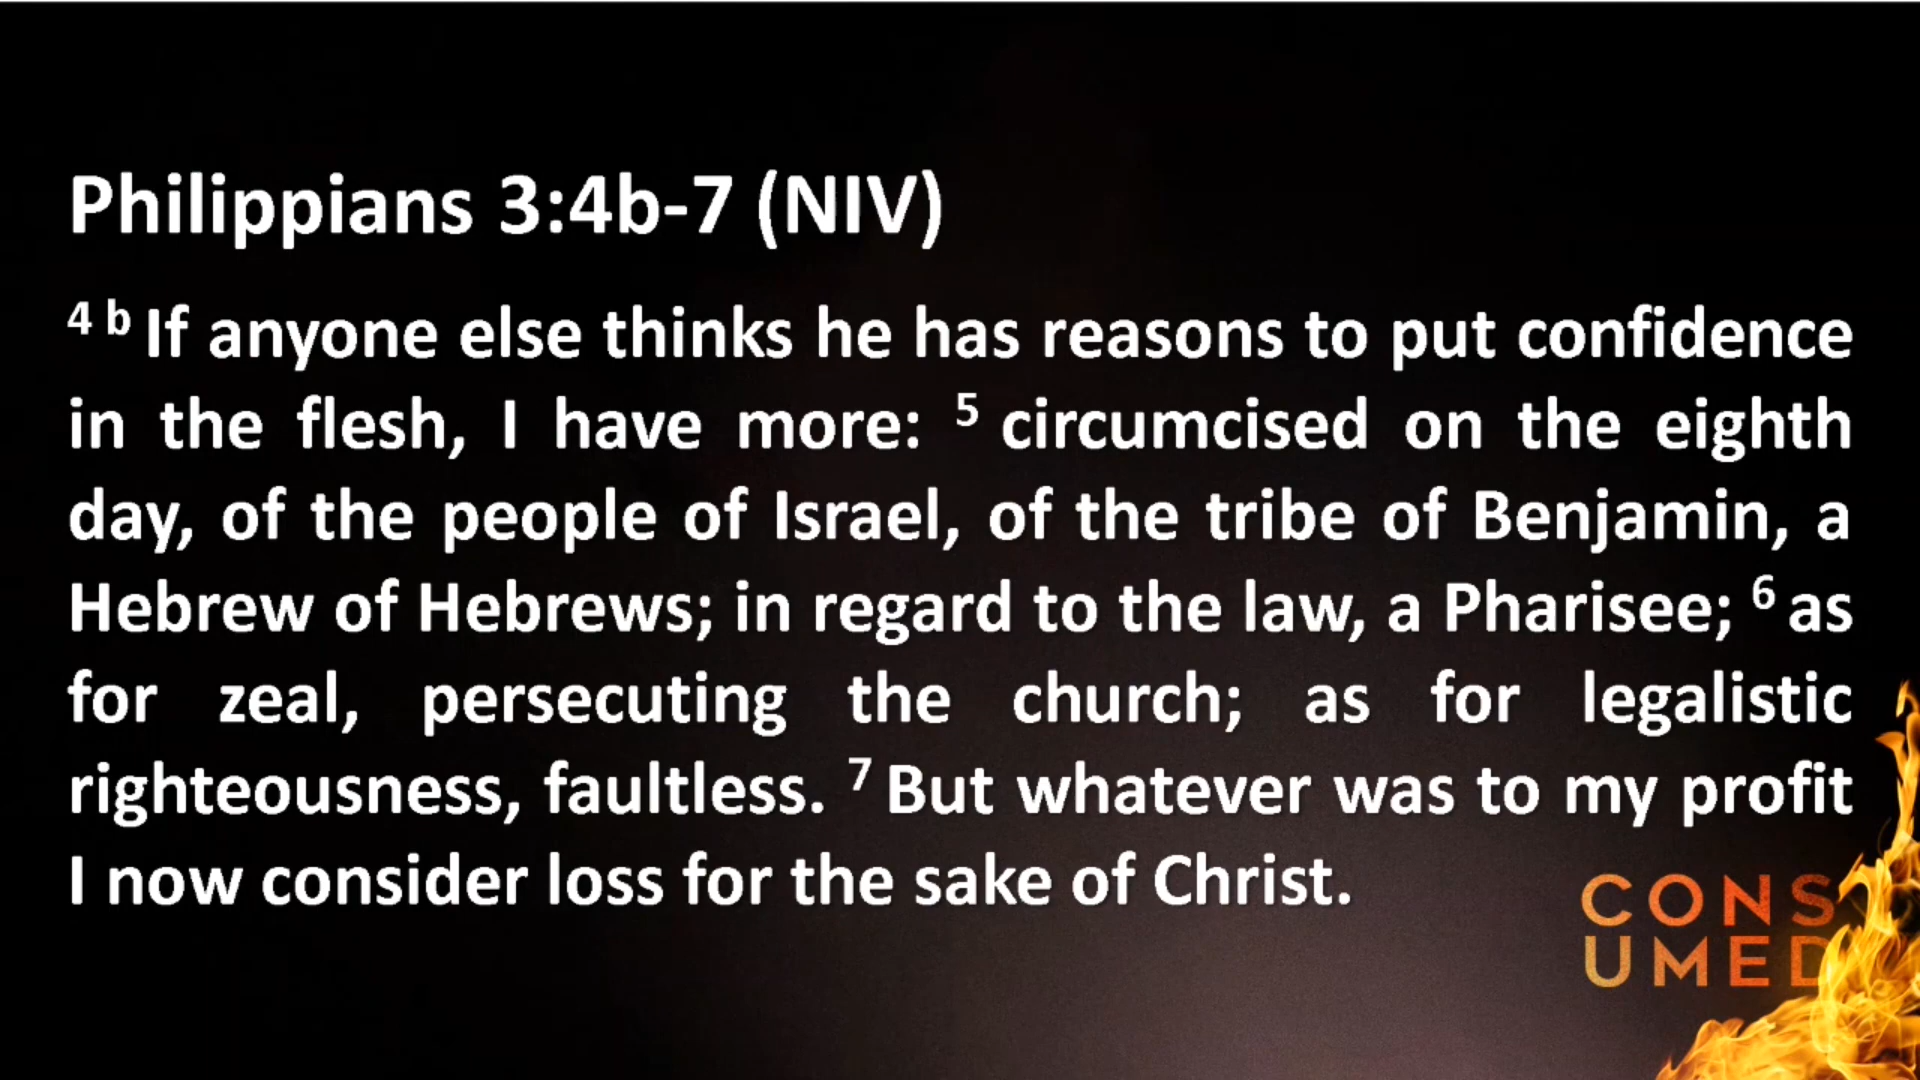 Philippians 3:4b-7 (NIV)
4 b If anyone else thinks he has reasons to put confidence
in the flesh, I have more: 5 circumcised on the eighth
day, of the people of Israel, of the tribe of Benjamin, a
Hebrew of Hebrews; in regard to the law, a Pharisee; 6 as
for zeal, persecuting the church; as for legalistic
righteousness, faultless. 7 But whatever was to my profit
I now consider loss for the sake of Christ.
CONS
UMED